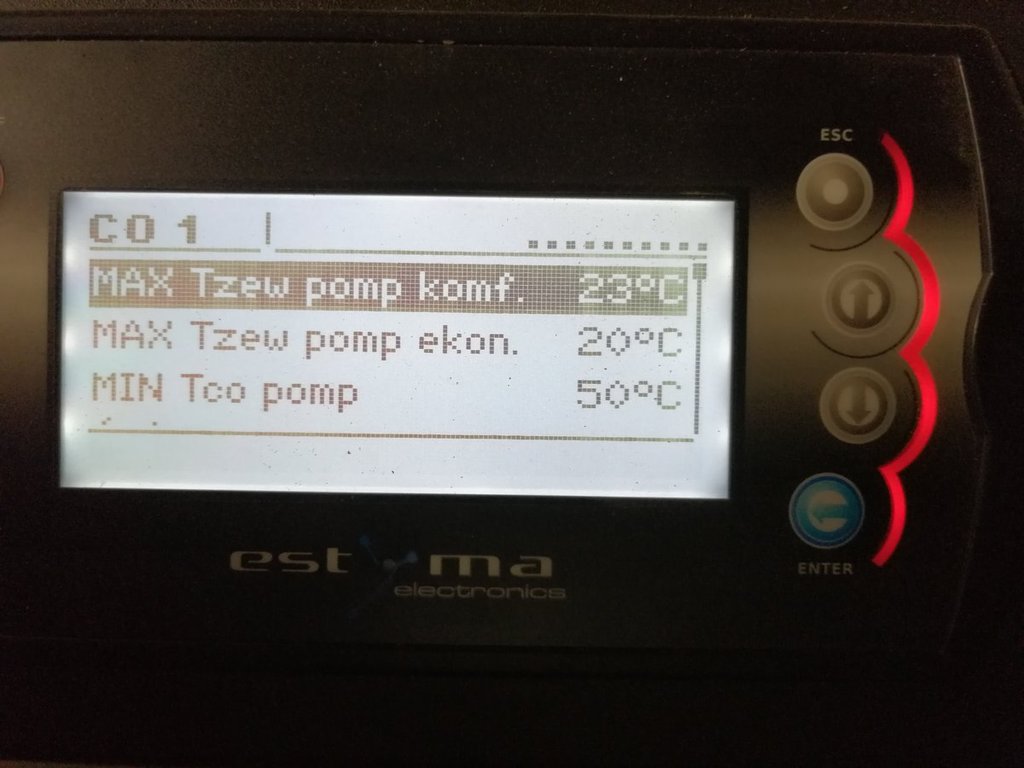 ESC
CO 1
MAX Tzew pomp komf. 23°C
MAX Tzew pomp ekon. 20°C
MIN Tco pomp 50°C
ENTER
estyma
electronics